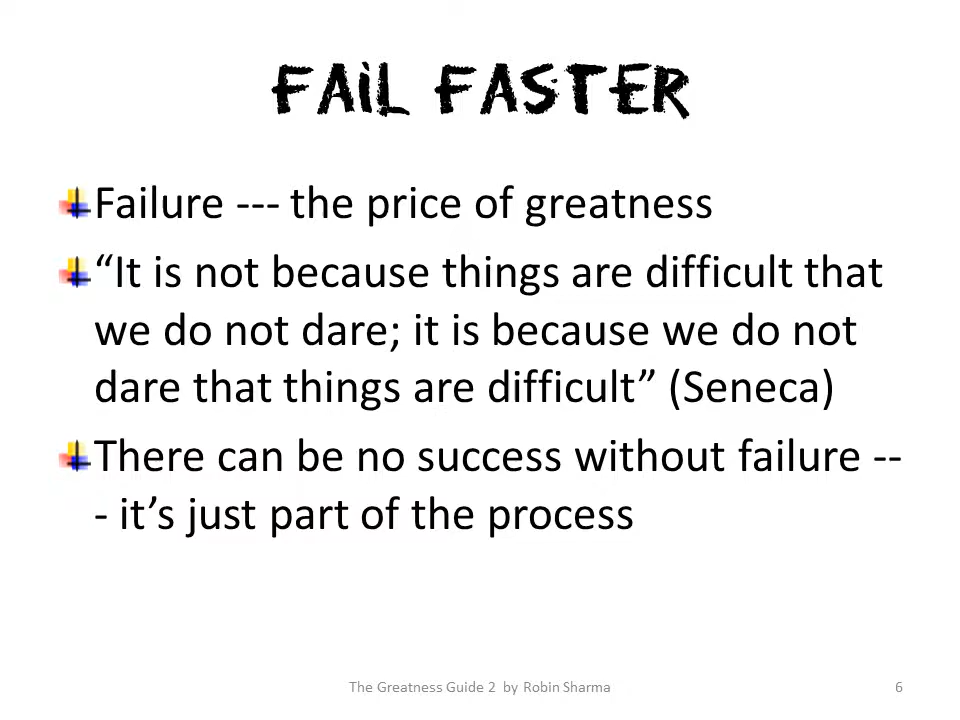 FAiL FASTER
Failure --- the price of greatness
“It is not because things are difficult that
we do not dare; it is because we do not
dare that things are difficult” (Seneca)
There can be no success without failure --
- it’s just part of the process
The Greatness Guide 2 by Robin Sharma 6